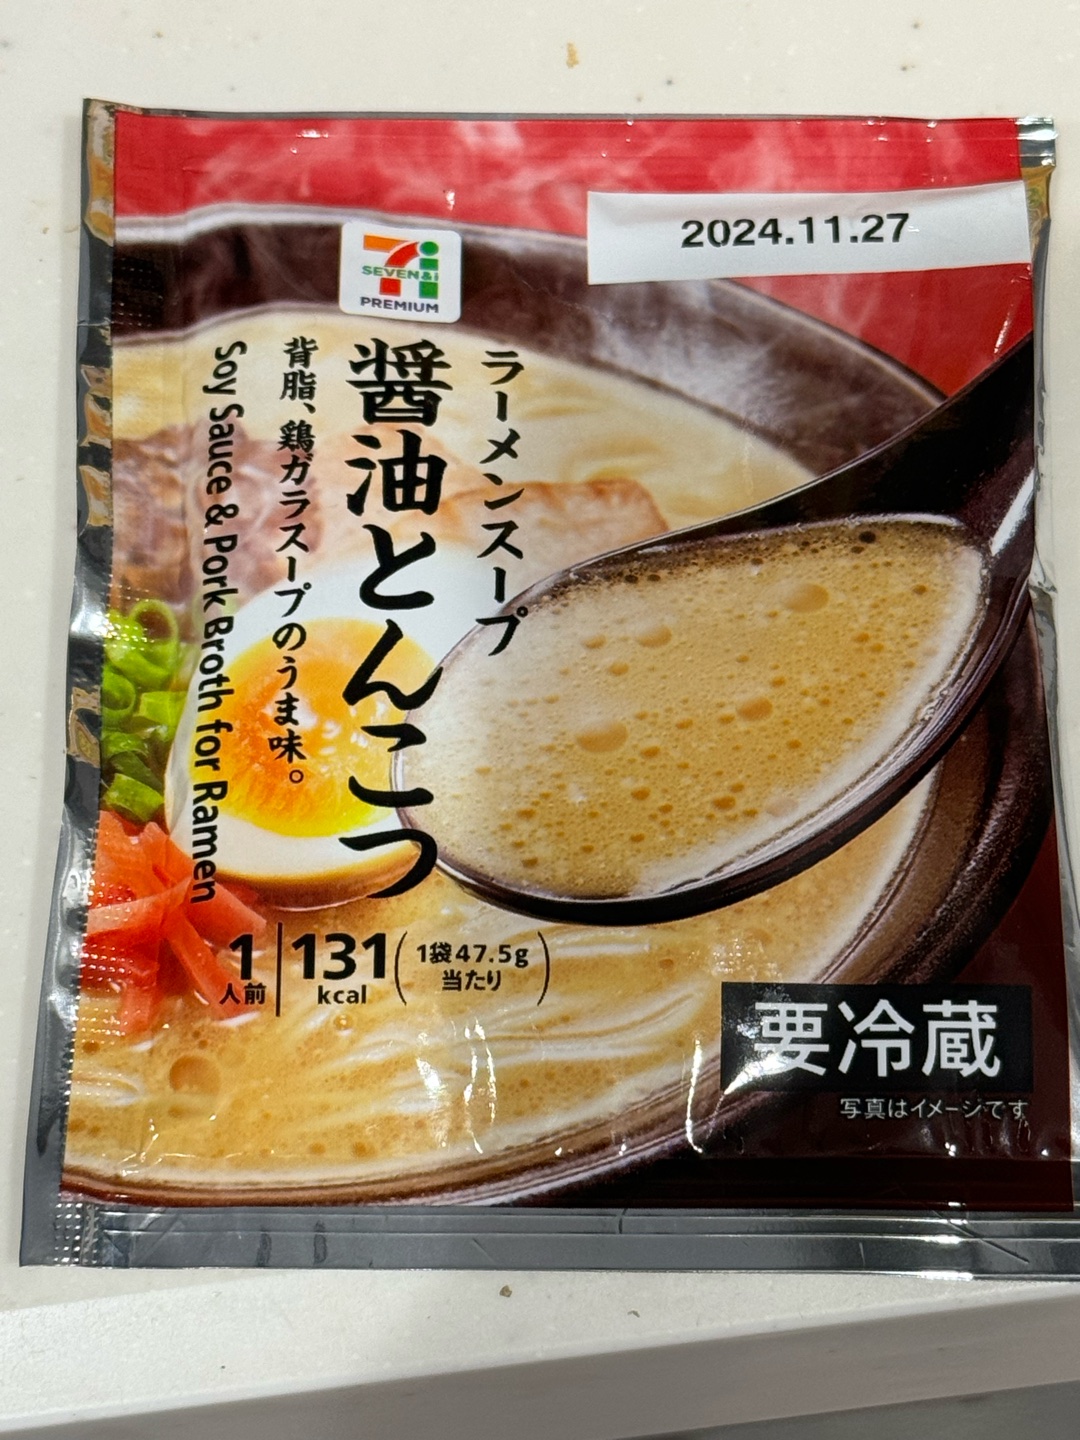 2024.11.27
SEVEN&i
PREMIUM
ラーメンスープ
醤油とんこつ
背脂、鶏ガラスープのうま味。
Soy Sauce & Pork Broth for Ramen
1
人前
131
kcal
1袋47.5g
当たり
要冷蔵
写真はイメージです